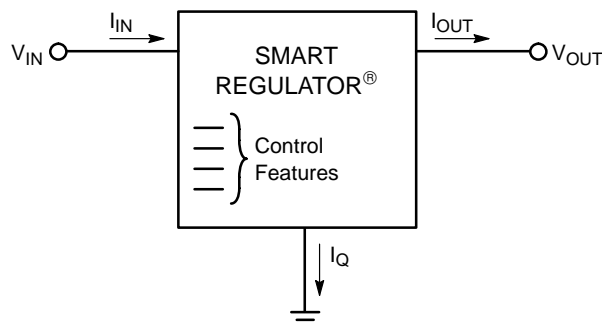 I_IN
I_OUT
V_IN
SMART
REGULATOR®
V_OUT
Control
Features
I_Q